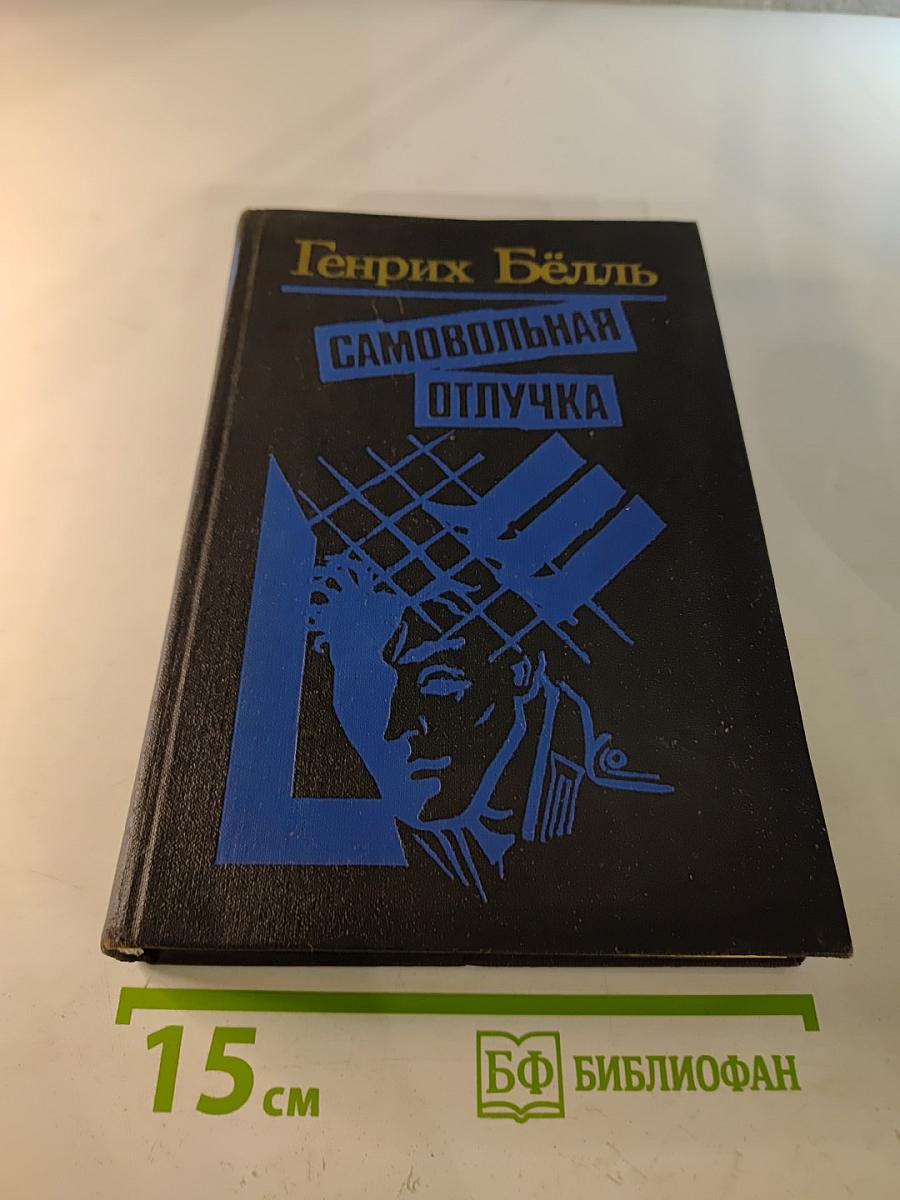 Генрих Бёлль
САМОВОЛЬНАЯ
ОТЛУЧКА
15 см
БФ БИБЛИОФАН